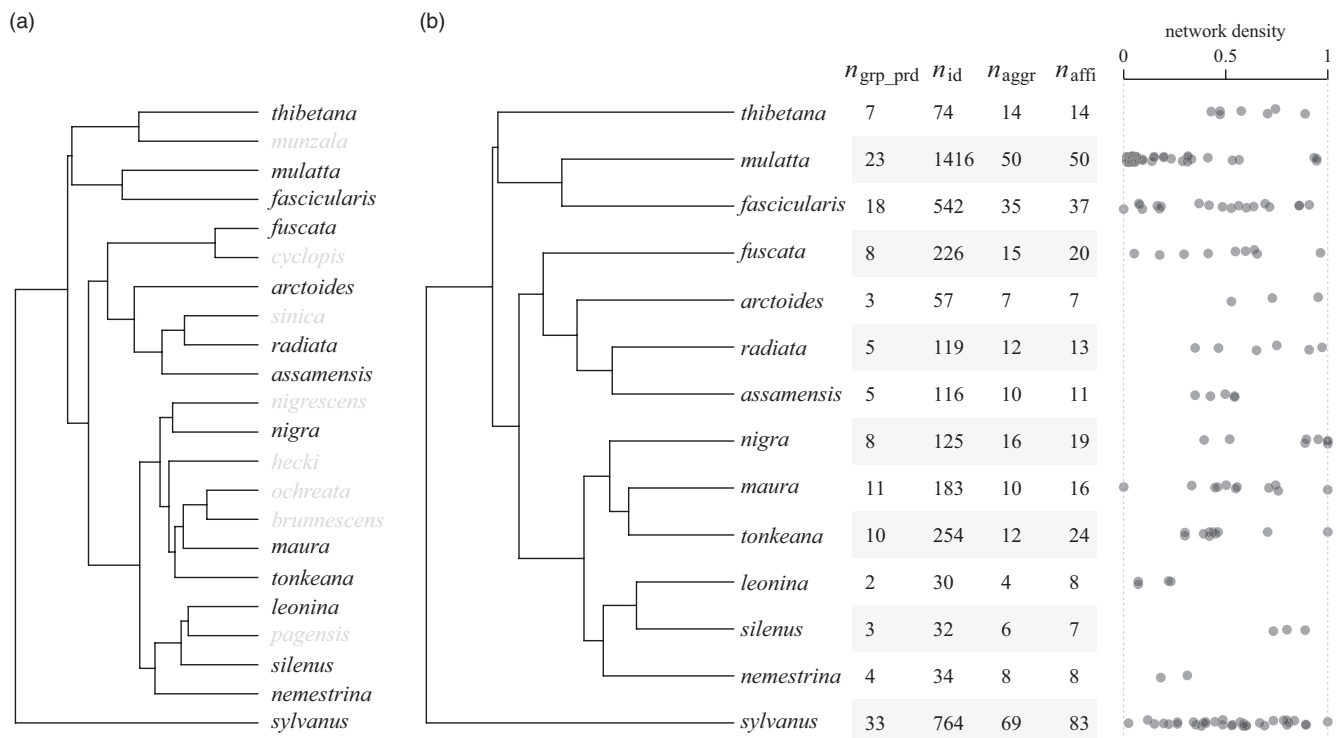 (a)
(b)
network density
0 0.5 1
n_grp_prd n_id n_aggr n_affi
thibetana
munzala
mulatta
fascicularis
fuscata
cyclopis
arctoides
sinica
radiata
assamensis
nigrescens
nigra
hecki
ochreata
brunnescens
maura
tonkeana
leonina
pagensis
silenus
nemestrina
sylvanus
thibetana 7 74 14 14
mulatta 23 1416 50 50
fascicularis 18 542 35 37
fuscata 8 226 15 20
arctoides 3 57 7 7
radiata 5 119 12 13
assamensis 5 116 10 11
nigra 8 125 16 19
maura 11 183 10 16
tonkeana 10 254 12 24
leonina 2 30 4 8
silenus 3 32 6 7
nemestrina 4 34 8 8
sylvanus 33 764 69 83